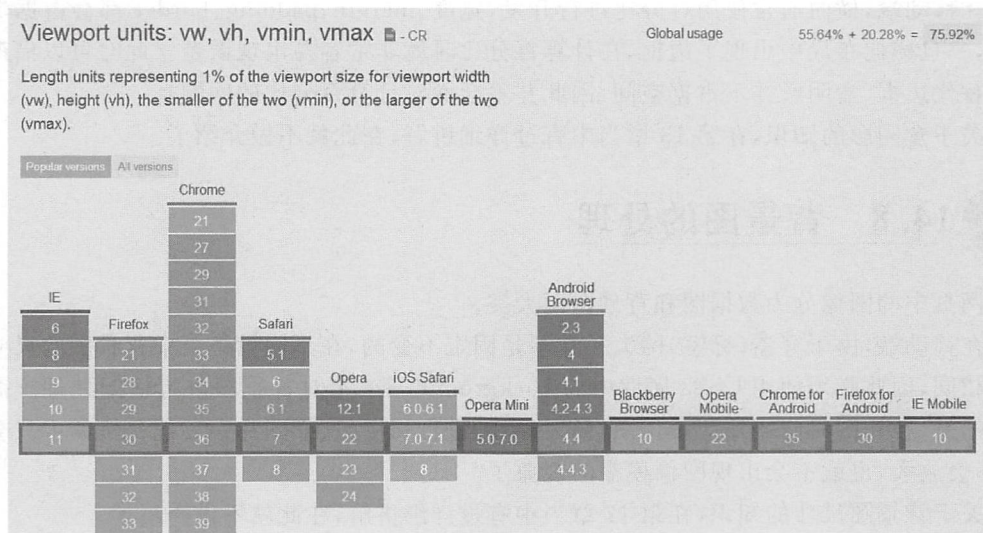 Viewport units: vw, vh, vmin, vmax - CR
Global usage 55.64% + 20.28% = 75.92%
Length units representing 1% of the viewport size for viewport width
(vw), height (vh), the smaller of the two (vmin), or the larger of the two
(vmax).
Popular versions All versions
IE
6
8
9
10
11
Firefox
21
28
29
30
31
32
33
Chrome
21
27
29
31
32
33
34
35
36
37
38
39
Safari
5.1
6
6.1
7
8
Opera
12.1
22
23
24
iOS Safari
6.0-6.1
7.0 7.1
8
Opera Mini
5.0 7.0
Android
Browser
2.3
4
4.1
4.2-4.3
4.4
4.4.3
Blackberry
Browser
10
Opera
Mobile
22
Chrome for
Android
35
Firefox for
Android
30
IE Mobile
10